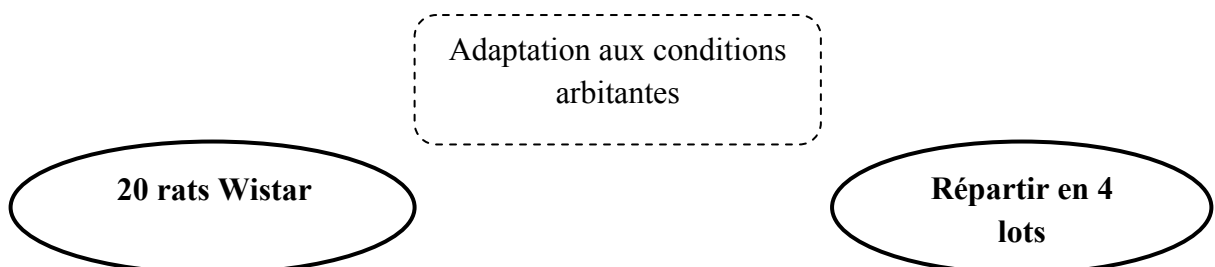 Adaptation aux conditions
arbitantes
20 rats Wistar
Répartir en 4
lots